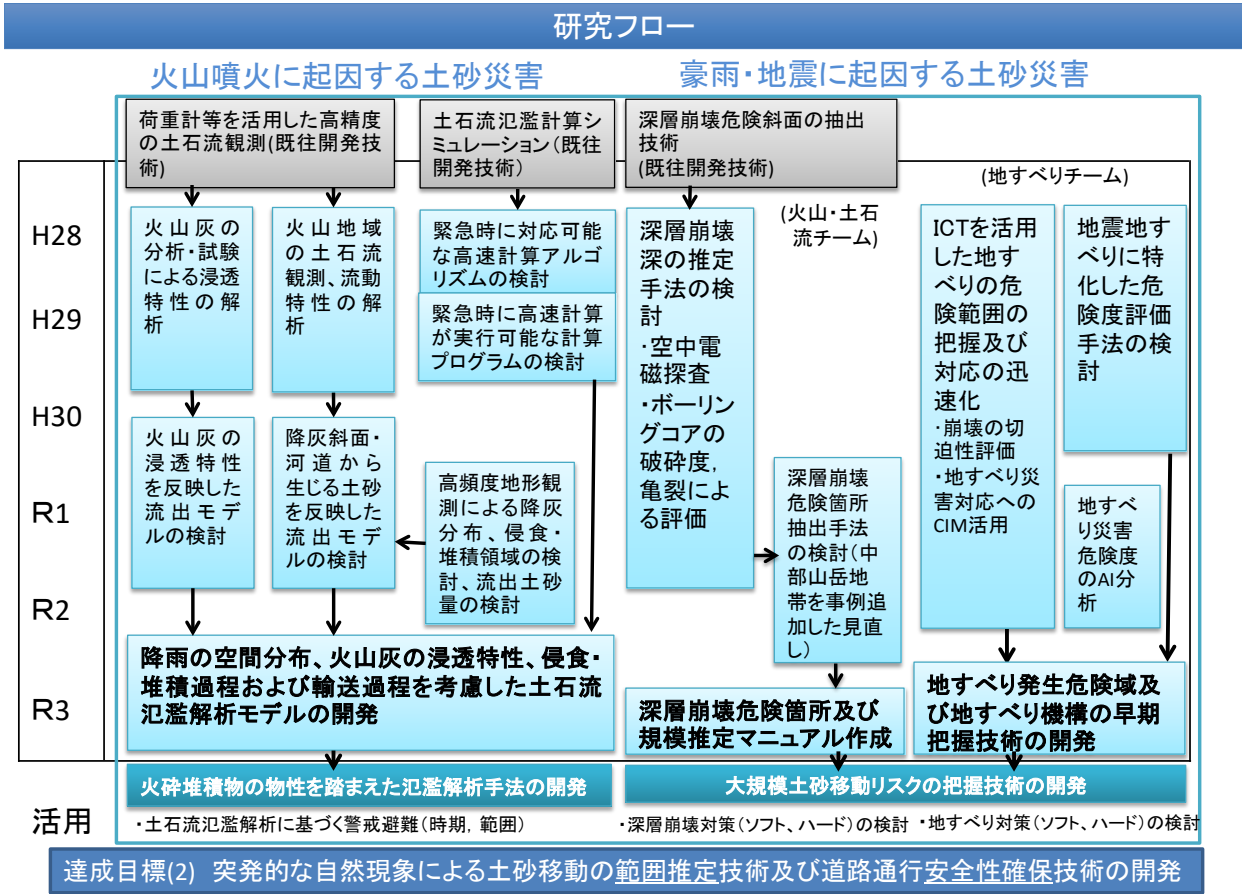 研究フロー
火山噴火に起因する土砂災害
豪雨・地震に起因する土砂災害
荷重計等を活用した高精度
の土石流観測(既往開発技
術)
土石流氾濫計算シ
ミュレーション（既往
開発技術）
深層崩壊危険斜面の抽出
技術
(既往開発技術)
(地すべりチーム)
(火山・土石
流チーム)
H28
H29
H30
R1
R2
R3
活用
火山灰の
分析・試験
による浸透
特性の解
析
火山地域
の土石流
観測、流動
特性の解
析
緊急時に対応可能
な高速計算アルゴ
リズムの検討
緊急時に高速計算
が実行可能な計算
プログラムの検討
深層崩壊
深の推定
手法の検
討
・空中電
磁探査
・ボーリン
グコアの
破砕度，
亀裂によ
る評価
ICTを活用
した地す
べりの危
険範囲の
把握及び
対応の迅
速化
・崩壊の切
迫性評価
・地すべり災
害対応への
CIM活用
地震地す
べりに特
化した危
険度評価
手法の検
討
火山灰の
浸透特性
を反映した
流出モデ
ルの検討
降灰斜面・
河道から
生じる土砂
を反映した
流出モデ
ルの検討
高頻度地形観
測による降灰
分布、侵食・
堆積領域の検
討、流出土砂
量の検討
深層崩壊
危険箇所
抽出手法
の検討（中
部山岳地
帯を事例追
加した見直
し）
地すべ
り災害
危険度
のAI分
析
降雨の空間分布、火山灰の浸透特性、侵食・
堆積過程および輸送過程を考慮した土石流
氾濫解析モデルの開発
深層崩壊危険箇所及び
規模推定マニュアル作成
地すべり発生危険域及
び地すべり機構の早期
把握技術の開発
火砕堆積物の物性を踏まえた氾濫解析手法の開発
大規模土砂移動リスクの把握技術の開発
・土石流氾濫解析に基づく警戒避難（時期，範囲）
・深層崩壊対策（ソフト、ハード）の検討
・地すべり対策（ソフト、ハード）の検討
達成目標(2) 突発的な自然現象による土砂移動の範囲推定技術及び道路通行安全性確保技術の開発